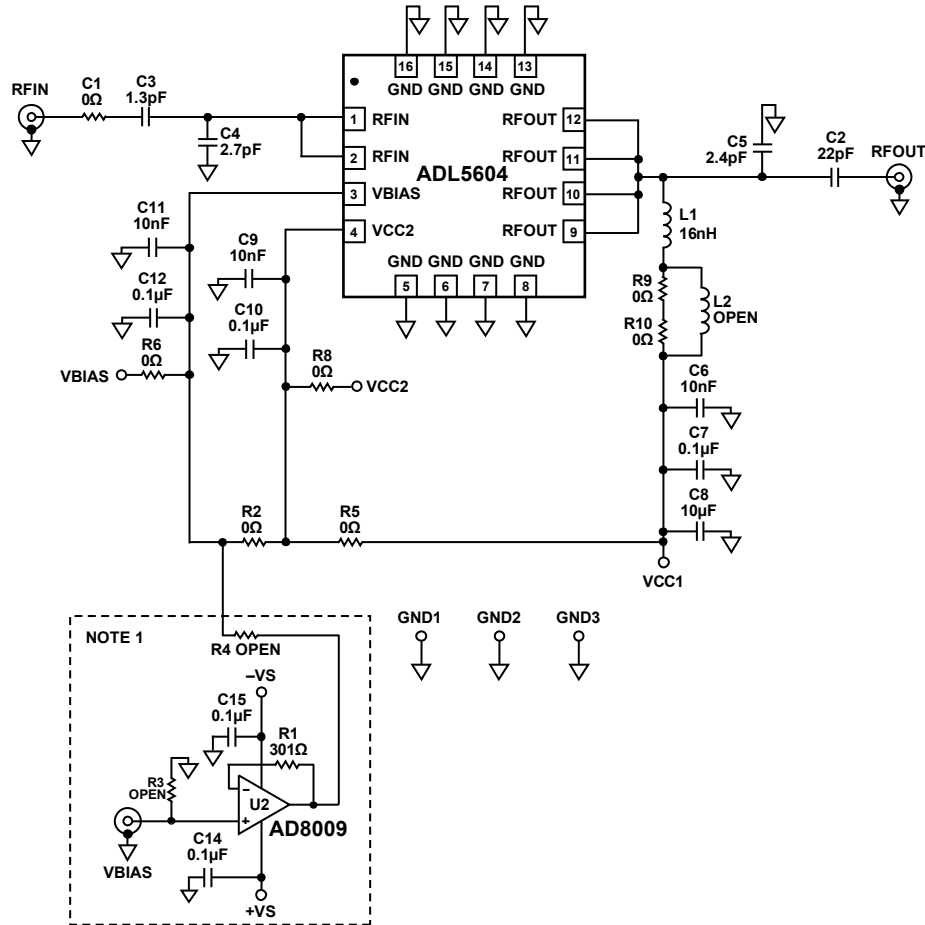 16 15 14 13
GND GND GND GND
RFIN
C1
0Ω
C3
1.3pF
C4
2.7pF
1 RFIN
2 RFIN
3 VBIAS
4 VCC2
ADL5604
RFOUT 12
RFOUT 11
RFOUT 10
RFOUT 9
GND GND GND GND
5 6 7 8
C5
2.4pF
C2
22pF
RFOUT
L1
16nH
R9
0Ω
R10
0Ω
L2
OPEN
C11
10nF
C12
0.1µF
R6
0Ω
VBIAS
C9
10nF
C10
0.1µF
R8
0Ω
VCC2
C6
10nF
C7
0.1µF
C8
10µF
R2
0Ω
R5
0Ω
VCC1
NOTE 1
R4 OPEN
GND1 GND2 GND3
–VS
C15
0.1µF
R1
301Ω
R3
OPEN
–
U2
+
AD8009
VBIAS
C14
0.1µF
+VS